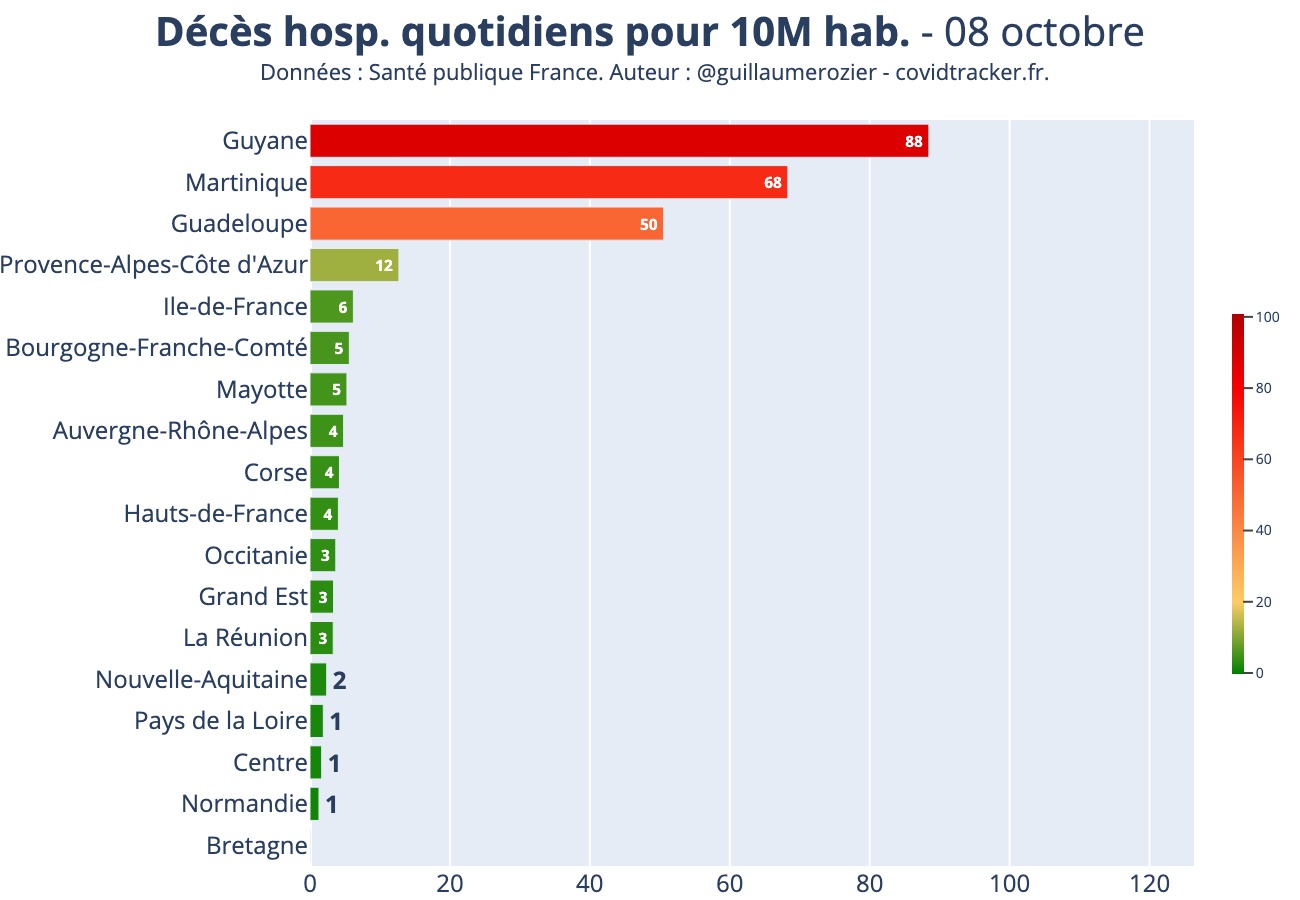 Décès hosp. quotidiens pour 10M hab. - 08 octobre
Données : Santé publique France. Auteur : @guillaumerozier - covidtracker.fr.
Guyane 88
Martinique 68
Guadeloupe 50
Provence-Alpes-Côte d'Azur 12
Ile-de-France 6
Bourgogne-Franche-Comté 5
Mayotte 5
Auvergne-Rhône-Alpes 4
Corse 4
Hauts-de-France 4
Occitanie 3
Grand Est 3
La Réunion 3
Nouvelle-Aquitaine 2
Pays de la Loire 1
Centre 1
Normandie 1
Bretagne
0 20 40 60 80 100 120
100
80
60
40
20
0